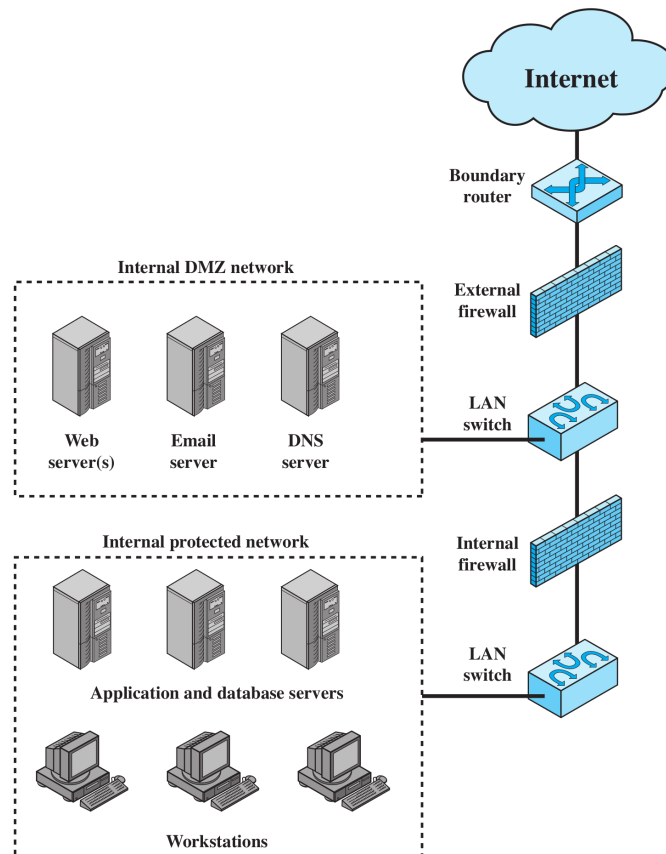 Internet
Boundary
router
Internal DMZ network
External
firewall
Web
server(s)
Email
server
DNS
server
LAN
switch
Internal protected network
Internal
firewall
Application and database servers
LAN
switch
Workstations